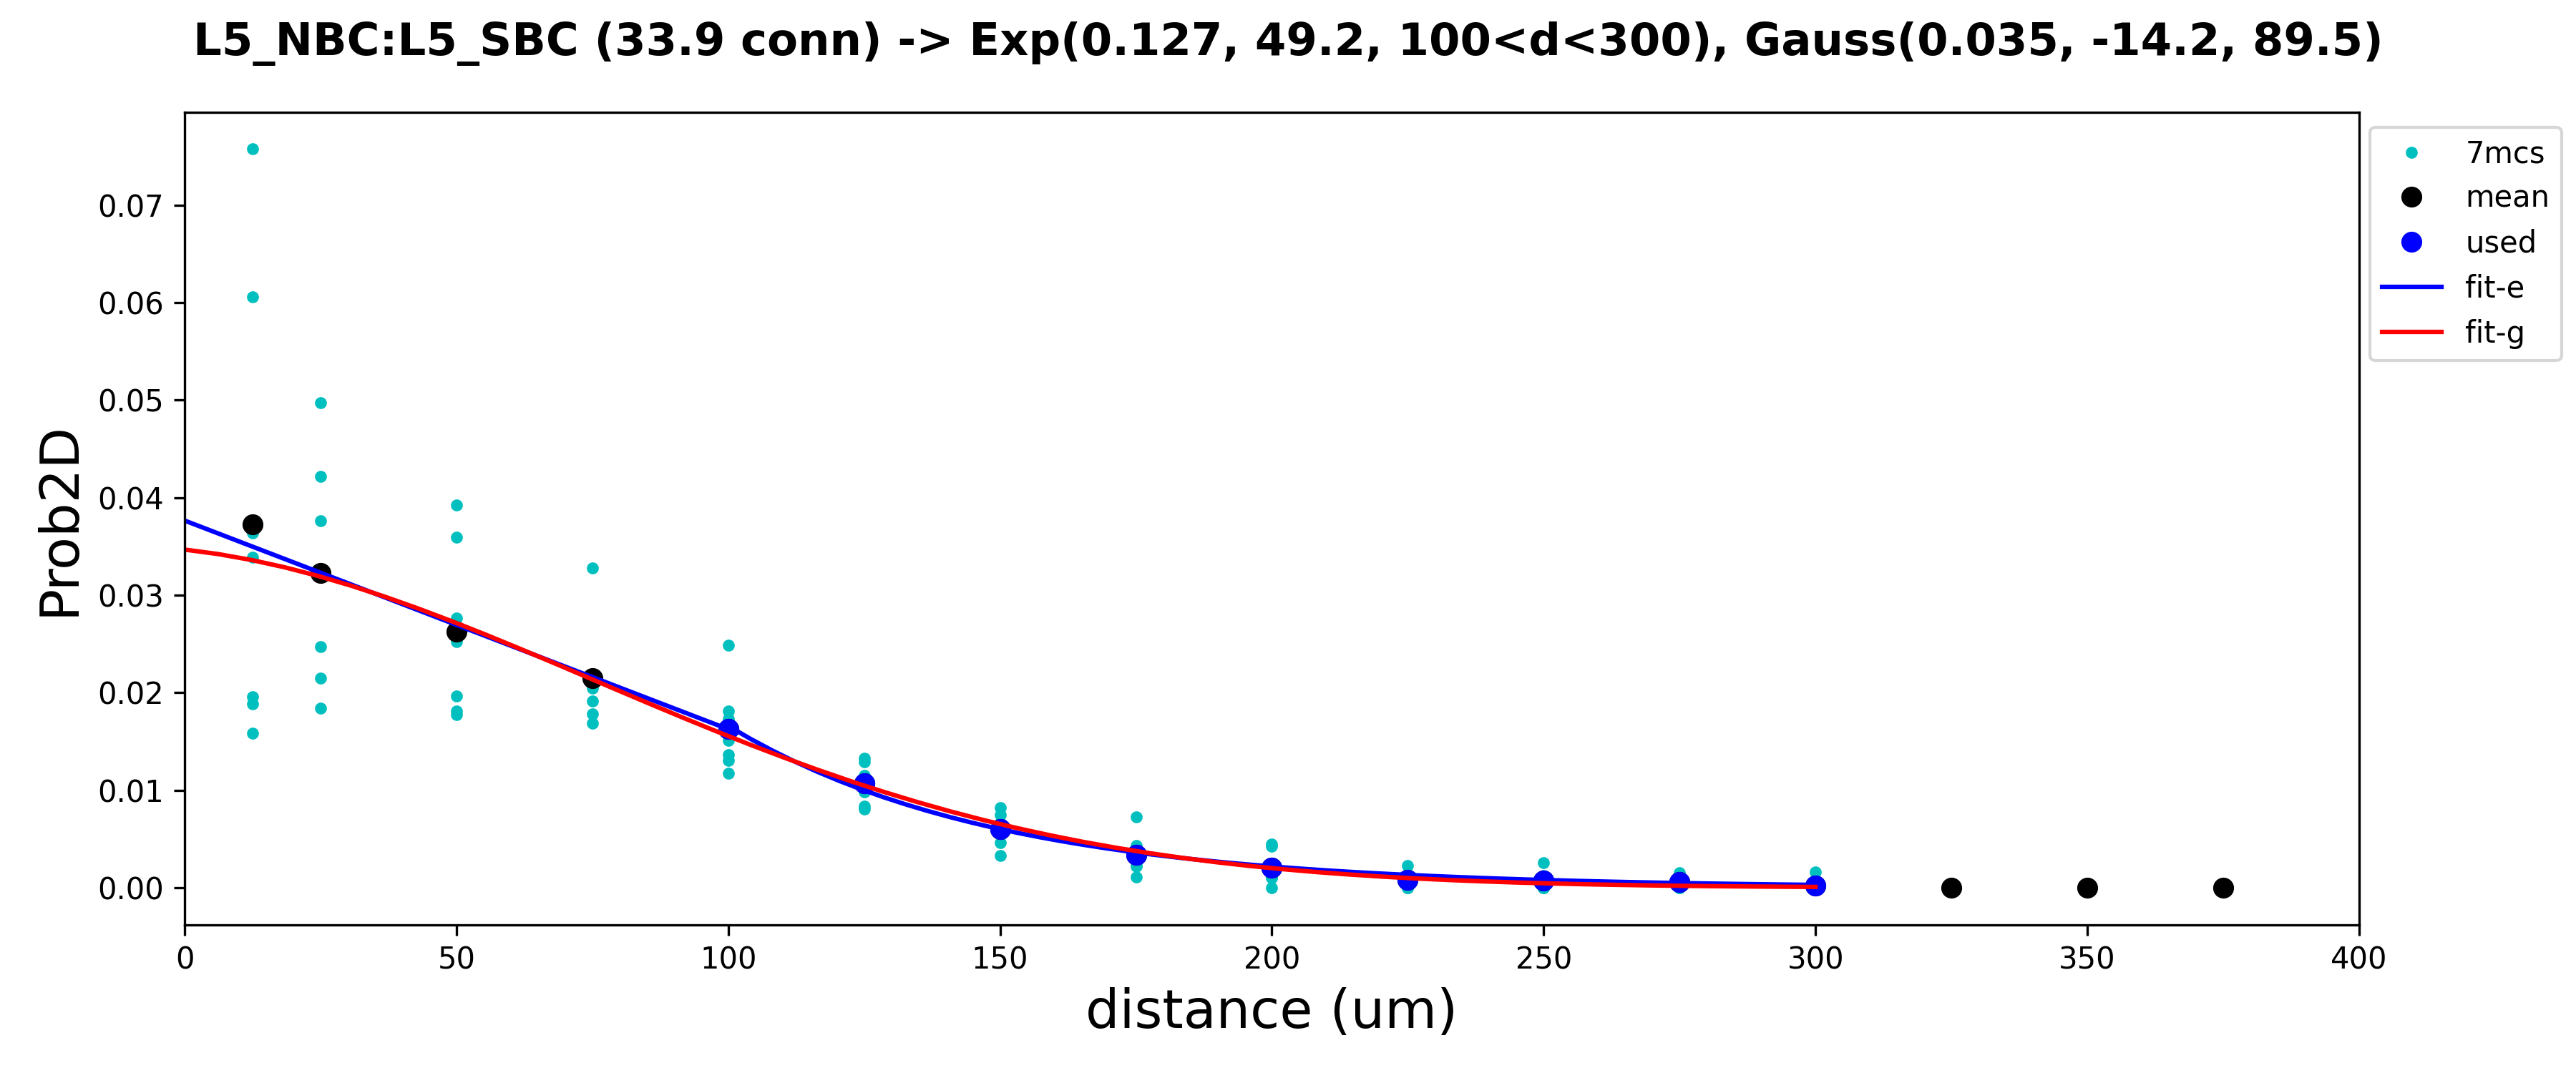 L5_NBC:L5_SBC (33.9 conn) -> Exp(0.127, 49.2, 100<d<300), Gauss(0.035, -14.2, 89.5)
7mcs
mean
used
fit-e
fit-g
Prob2D
0.07
0.06
0.05
0.04
0.03
0.02
0.01
0.00
0 50 100 150 200 250 300 350 400
distance (um)